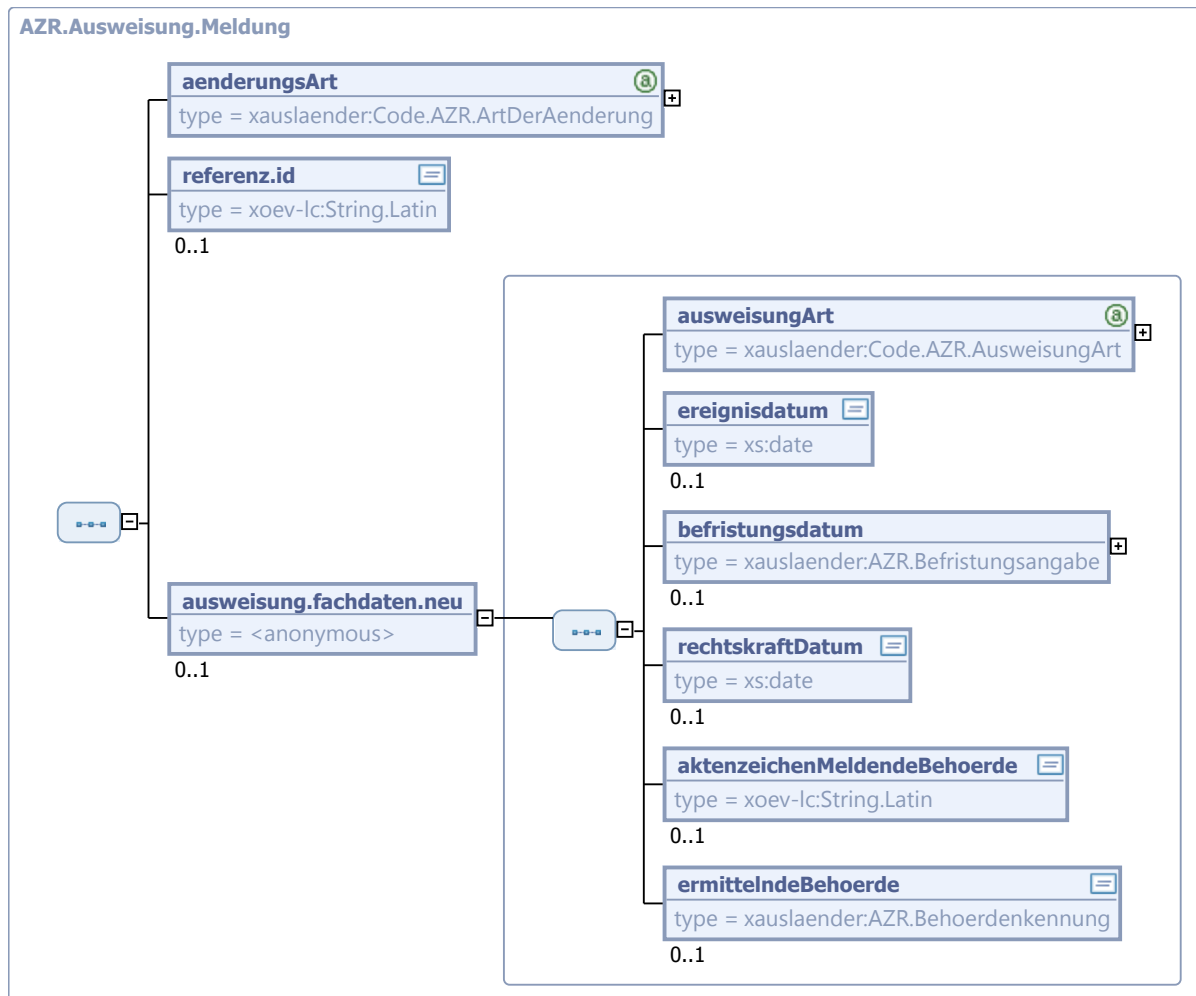 AZR.Ausweisung.Meldung
aenderungsArt
type = xauslaender:Code.AZR.ArtDerAenderung
referenz.id
type = xoev-lc:String.Latin
0..1
ausweisung.fachdaten.neu
type = <anonymous>
0..1
ausweisungArt
type = xauslaender:Code.AZR.AusweisungArt
ereignisdatum
type = xs:date
0..1
befristungsdatum
type = xauslaender:AZR.Befristungsangabe
0..1
rechtskraftDatum
type = xs:date
0..1
aktenzeichenMeldendeBehoerde
type = xoev-lc:String.Latin
0..1
ermittelndeBehoerde
type = xauslaender:AZR.Behoerdenkennung
0..1